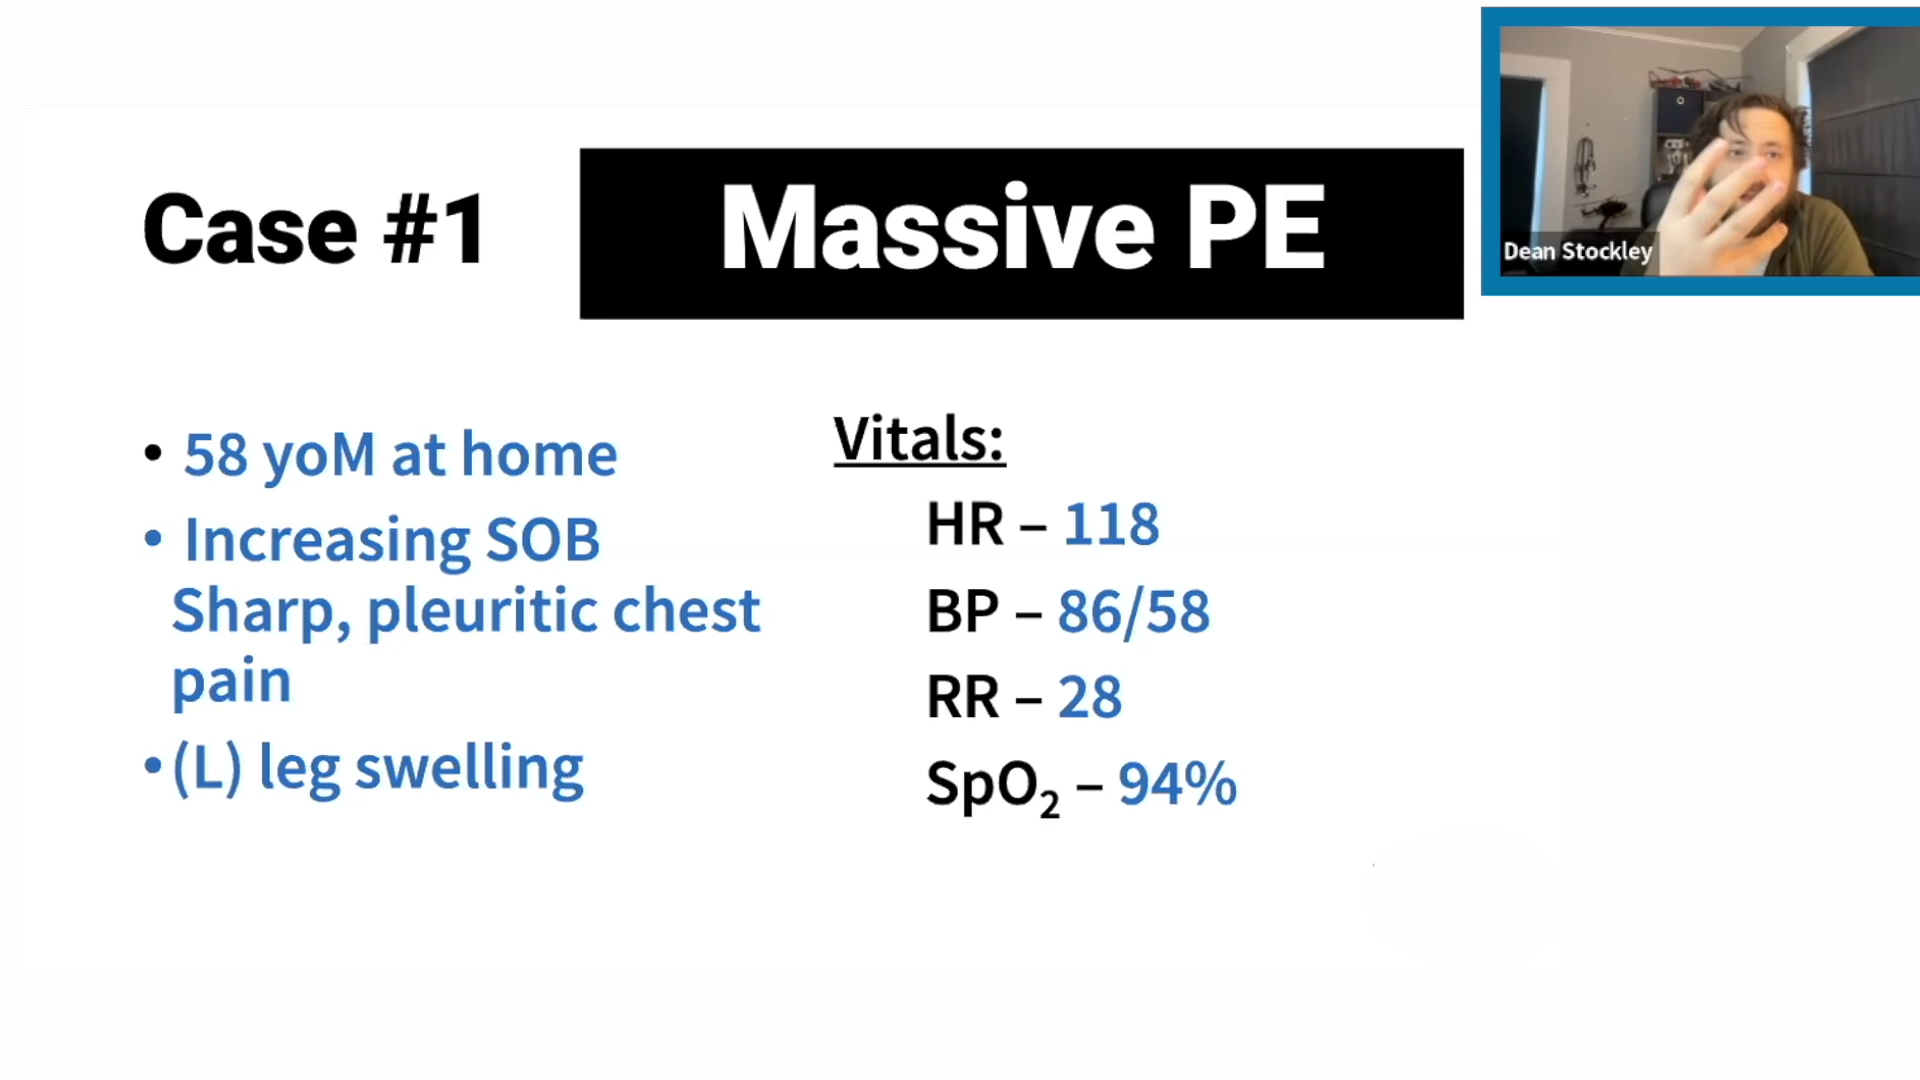 Case #1
Massive PE
Dean Stockley
• 58 yoM at home
• Increasing SOB
Sharp, pleuritic chest
pain
• (L) leg swelling
Vitals:
HR – 118
BP – 86/58
RR – 28
SpO₂ – 94%